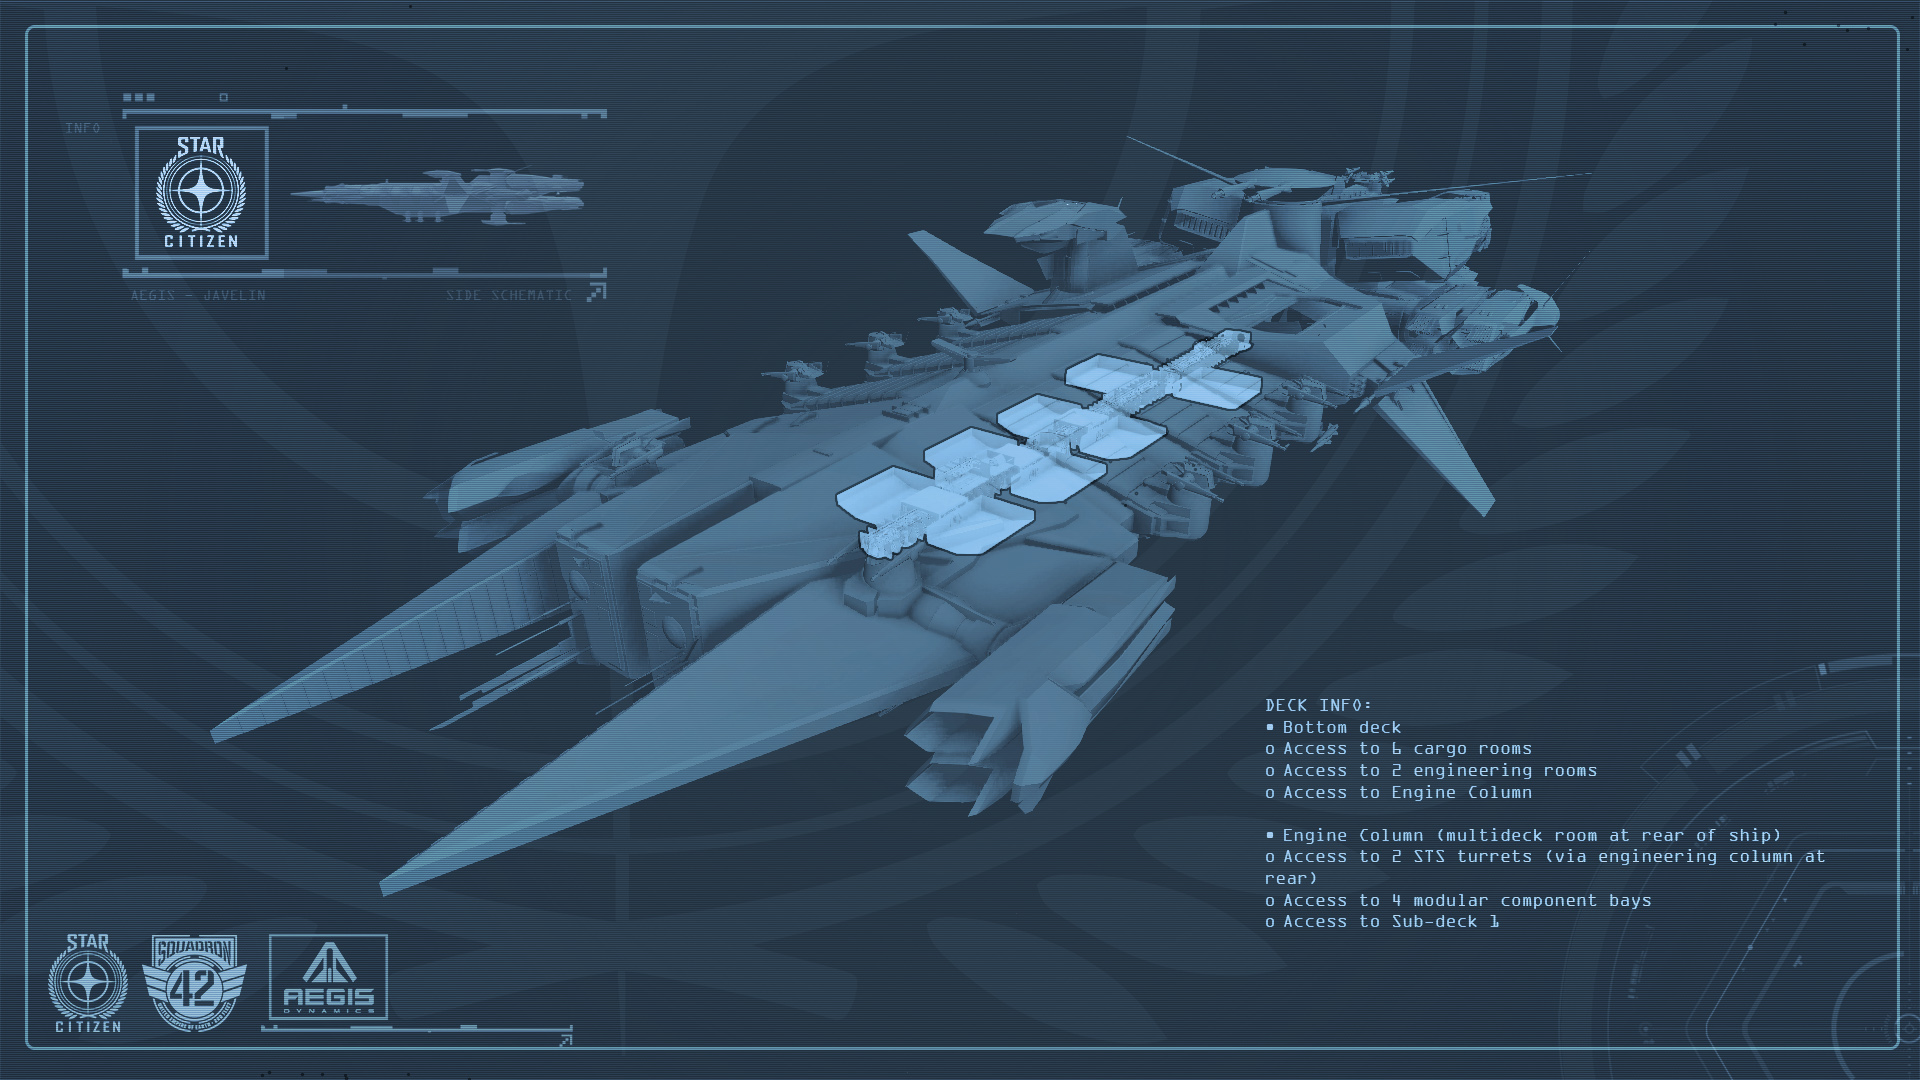 INFO
STAR
CITIZEN
AEGIS - JAVELIN
SIDE SCHEMATIC
DECK INFO:
▪ Bottom deck
o Access to 6 cargo rooms
o Access to 2 engineering rooms
o Access to Engine Column
▪ Engine Column (multideck room at rear of ship)
o Access to 2 STS turrets (via engineering column at
rear)
o Access to 4 modular component bays
o Access to Sub-deck 1
STAR
CITIZEN
SQUADRON
42
AEGIS
DYNAMICS